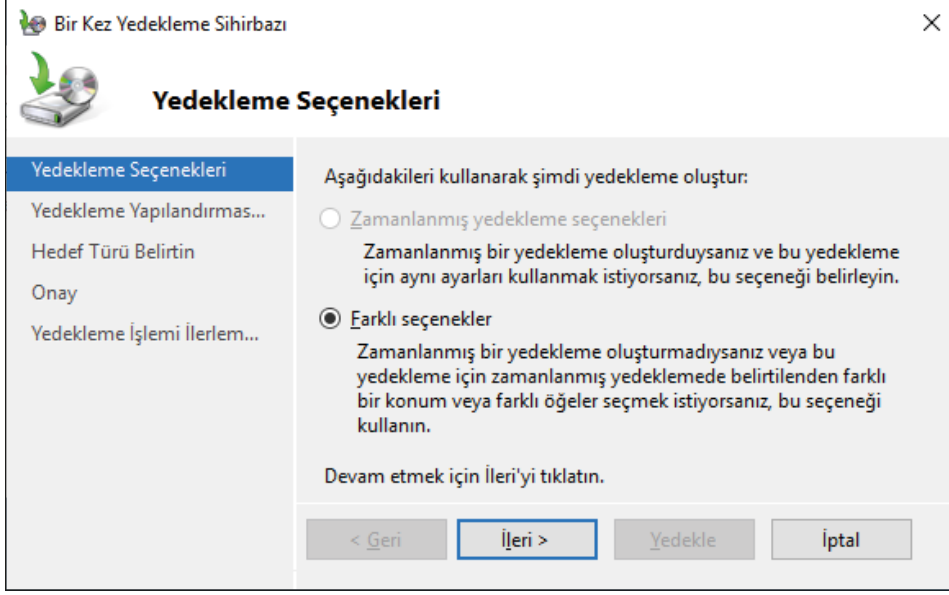 Bir Kez Yedekleme Sihirbazı
Yedekleme Seçenekleri
Yedekleme Seçenekleri
Yedekleme Yapılandırmas...
Hedef Türü Belirtin
Onay
Yedekleme İşlemi İlerlem...
Aşağıdakileri kullanarak şimdi yedekleme oluştur:
Zamanlanmış yedekleme seçenekleri
Zamanlanmış bir yedekleme oluşturduysanız ve bu yedekleme
için aynı ayarları kullanmak istiyorsanız, bu seçeneği belirleyin.
Farklı seçenekler
Zamanlanmış bir yedekleme oluşturmadıysanız veya bu
yedekleme için zamanlanmış yedeklemede belirtilenden farklı
bir konum veya farklı öğeler seçmek istiyorsanız, bu seçeneği
kullanın.
Devam etmek için İleri'yi tıklatın.
< Geri
İleri >
Yedekle
İptal